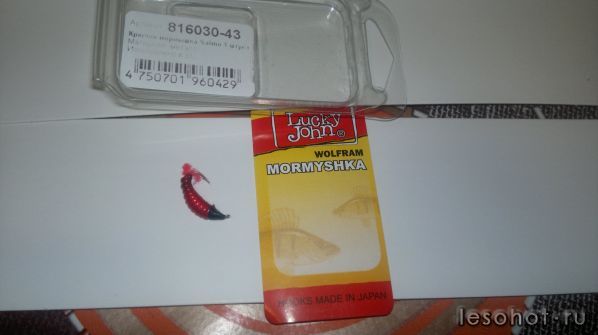 816030-43
4 750701 960429
Lucky
John ®
WOLFRAM
MORMYSHKA
HOOKS MADE IN JAPAN
lesohot.ru